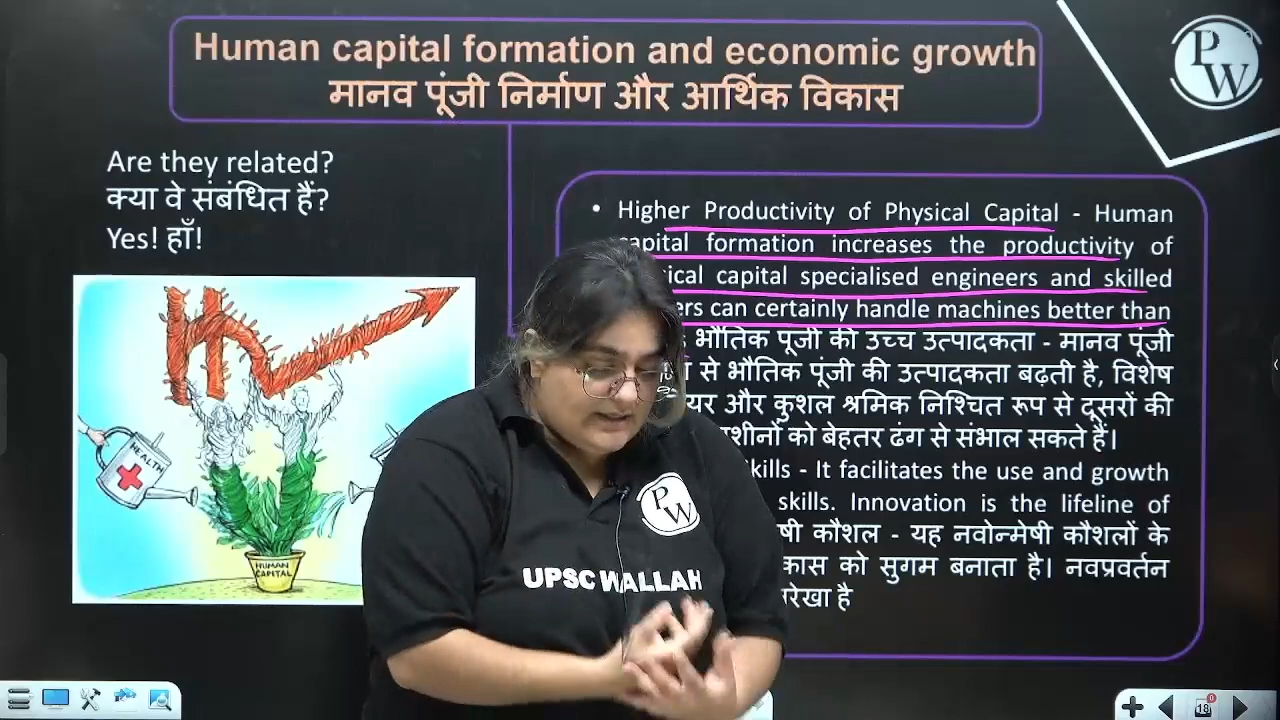 Human capital formation and economic growth
मानव पूंजी निर्माण और आर्थिक विकास
PW
Are they related?
क्या वे संबंधित हैं?
Yes! हाँ!
HEALTH
HUMAN
CAPITAL
• Higher Productivity of Physical Capital - Human
capital formation increases the productivity of
capital specialised engineers and skilled
can certainly handle machines better than
भौतिक पूंजी की उच्च उत्पादकता - मानव पूंजी
से भौतिक पूंजी की उत्पादकता बढ़ती है, विशेष
और कुशल श्रमिक निश्चित रूप से दूसरों की
को बेहतर ढंग से संभाल सकते हैं।
- It facilitates the use and growth
skills. Innovation is the lifeline of
कौशल - यह नवोन्मेषी कौशलों के
को सुगम बनाता है। नवप्रवर्तन
है
PW
UPSC WALLAH
18